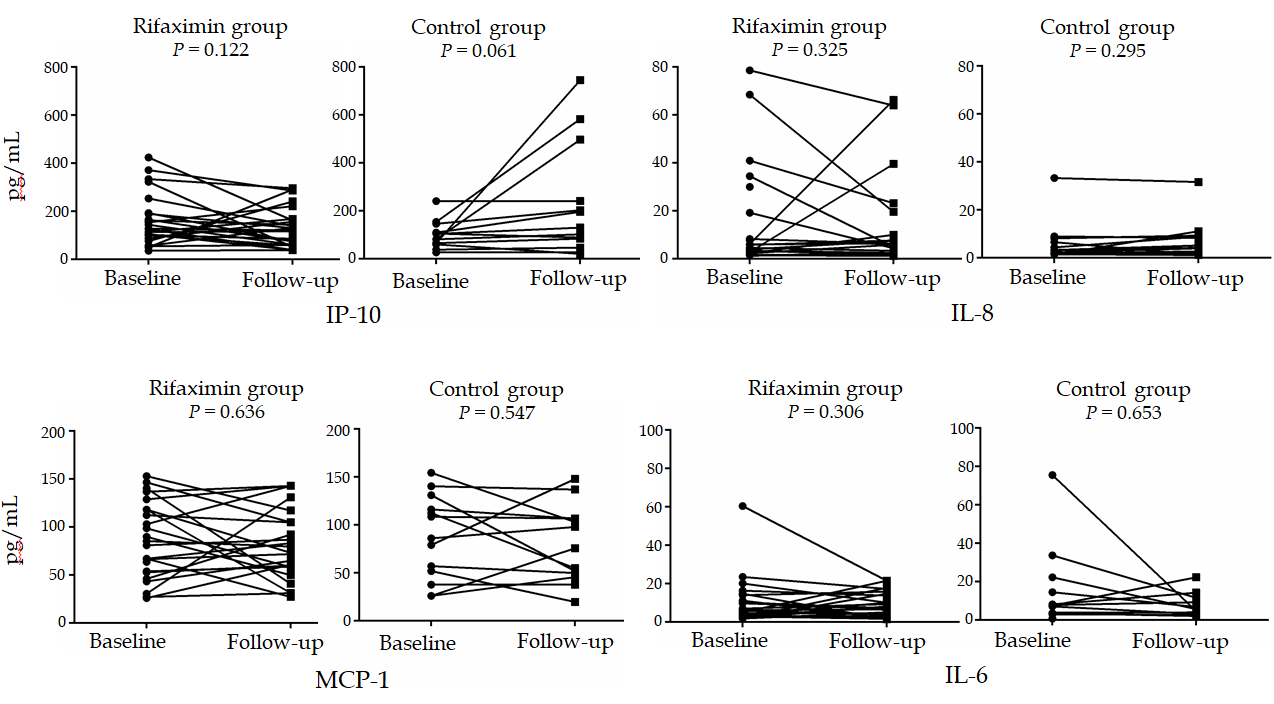 Rifaximin group
P = 0.122
Control group
P = 0.061
Rifaximin group
P = 0.325
Control group
P = 0.295
pg/mL
800
600
400
200
0
Baseline
Follow-up
800
600
400
200
0
Baseline
Follow-up
IP-10
80
60
40
20
0
Baseline
Follow-up
80
60
40
20
0
Baseline
Follow-up
IL-8
Rifaximin group
P = 0.636
Control group
P = 0.547
Rifaximin group
P = 0.306
Control group
P = 0.653
pg/mL
200
150
100
50
0
Baseline
Follow-up
200
150
100
50
0
Baseline
Follow-up
MCP-1
100
80
60
40
20
0
Baseline
Follow-up
100
80
60
40
20
0
Baseline
Follow-up
IL-6